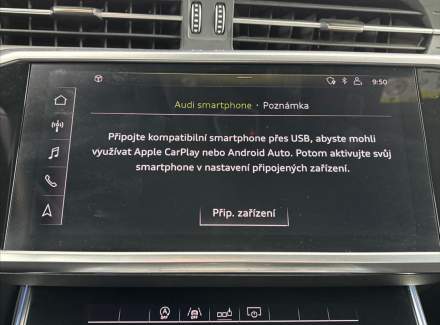 9:50
Audi smartphone · Poznámka
Připojte kompatibilní smartphone přes USB, abyste mohli
využívat Apple CarPlay nebo Android Auto. Potom aktivujte svůj
smartphone v nastavení připojených zařízení.
Příp. zařízení